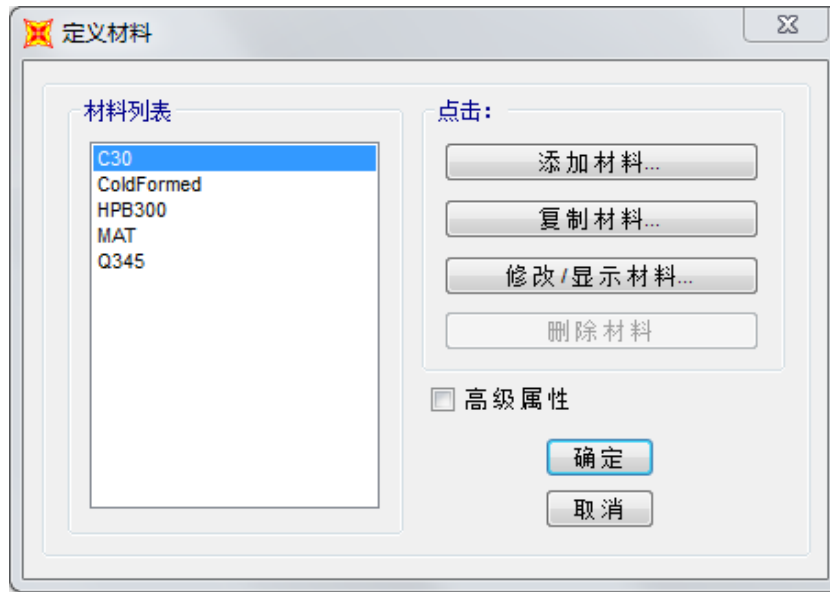 定义材料
材料列表
C30
ColdFormed
HPB300
MAT
Q345
点击:
添加材料...
复制材料...
修改/显示材料...
删除材料
高级属性
确定
取消